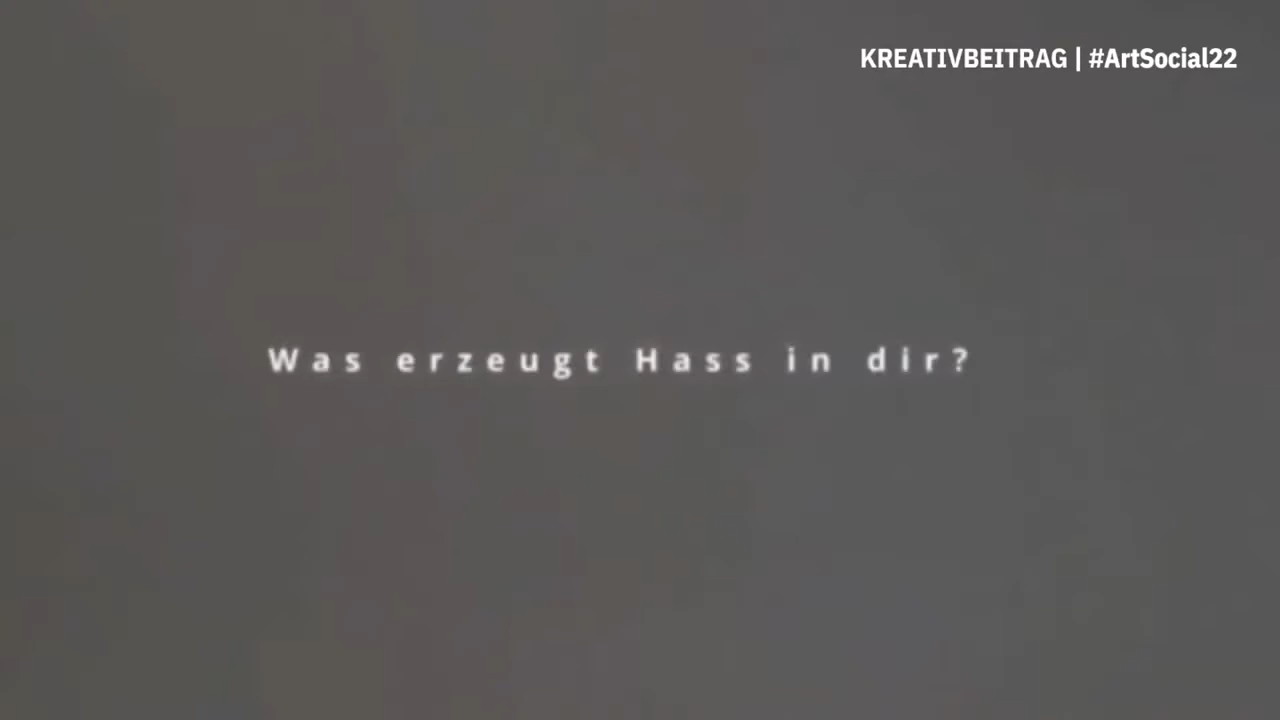 KREATIVBEITRAG | #ArtSocial22
Was erzeugt Hass in dir?